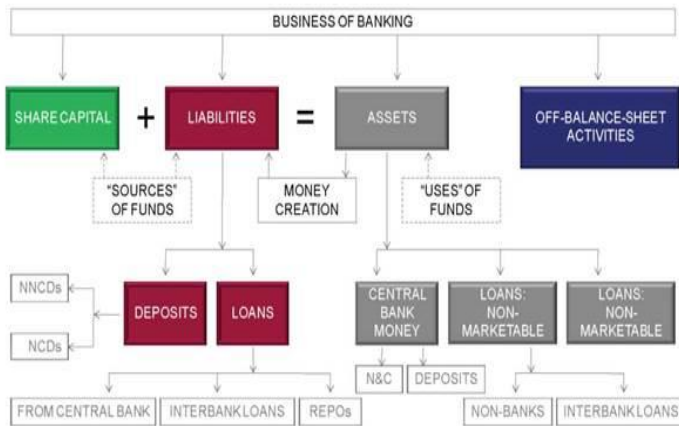 BUSINESS OF BANKING
SHARE CAPITAL
+
LIABILITIES
=
ASSETS
OFF-BALANCE-SHEET
ACTIVITIES
"SOURCES"
OF FUNDS
MONEY
CREATION
"USES" OF
FUNDS
NNCDs
NCDs
DEPOSITS
LOANS
CENTRAL
BANK
MONEY
LOANS:
NON-
MARKETABLE
LOANS:
NON-
MARKETABLE
N&C
DEPOSITS
FROM CENTRAL BANK
INTERBANK LOANS
REPOs
NON-BANKS
INTERBANK LOANS